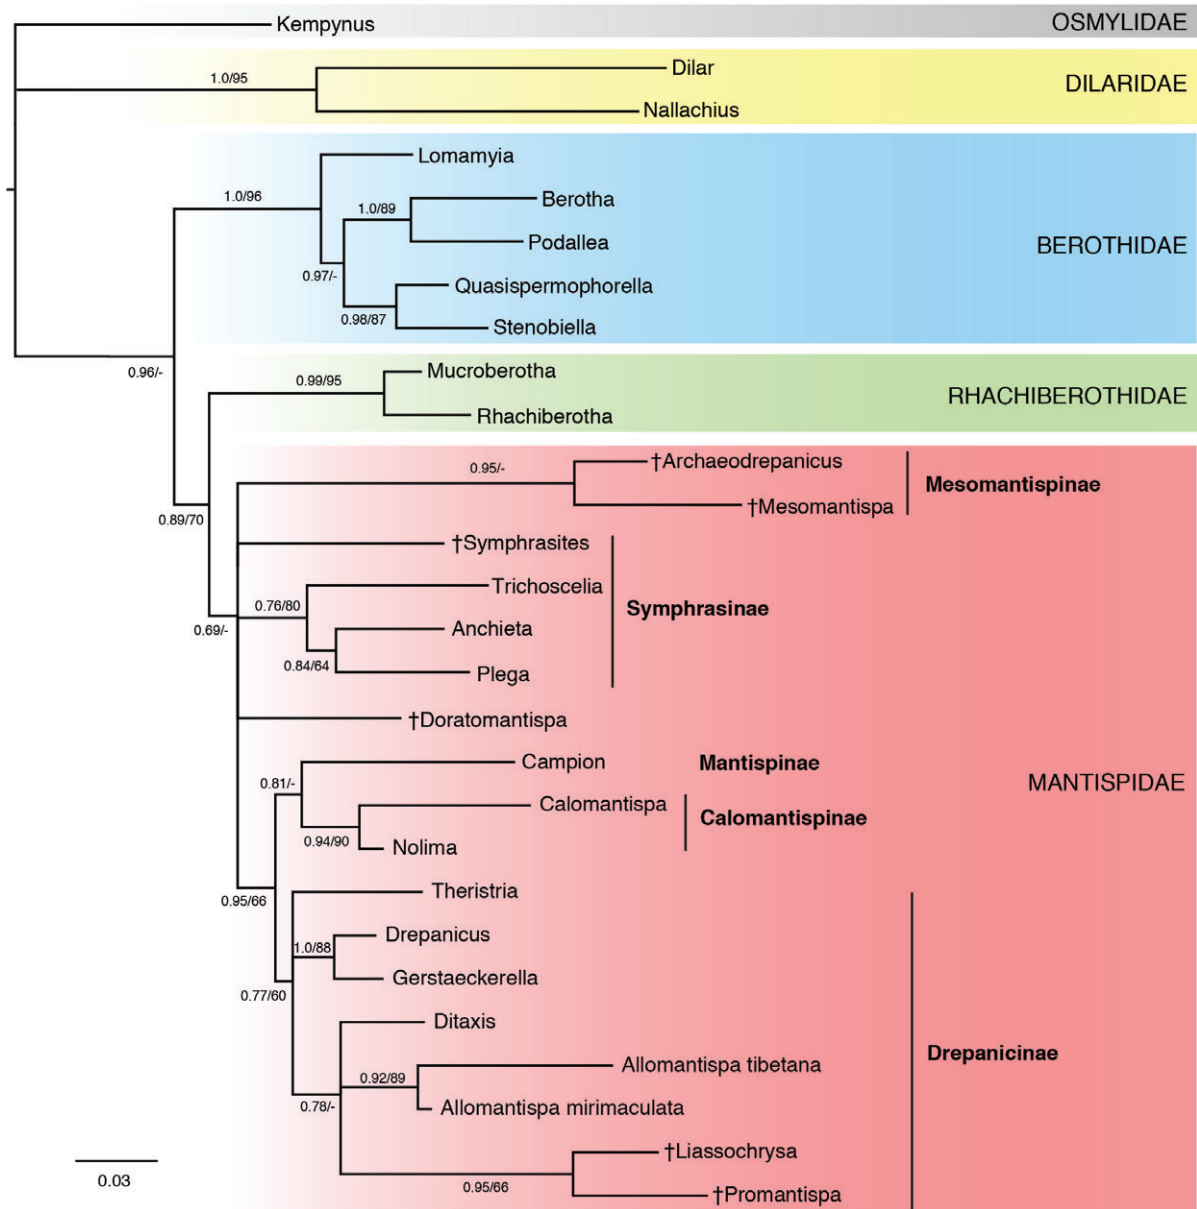 Kempynus
OSMYLIDAE
1.0/95
Dilar
DILARIDAE
Nallachius
Lomamyia
1.0/96
1.0/89
Berotha
Podallea
BEROTHIDAE
0.97/-
Quasispermophorella
0.98/87
Stenobiella
0.96/-
Mucroberotha
0.99/95
RHACHIBEROTHIDAE
Rhachiberotha
0.95/-
†Archaeodrepanicus
Mesomantispinae
†Mesomantispa
0.89/70
†Symphrasites
Trichoscelia
0.76/80
Symphrasinae
0.69/-
Anchieta
0.84/64
Plega
†Doratomantispa
Campion
Mantispinae
0.81/-
MANTISPIDAE
Calomantispa
Calomantispinae
0.94/90
Nolima
0.95/66
Theristria
Drepanicus
1.0/88
Gerstaeckerella
0.77/60
Ditaxis
Drepanicinae
Allomantispa tibetana
0.92/89
0.78/-
Allomantispa mirimaculata
†Liassochrysa
0.03
0.95/66
†Promantispa